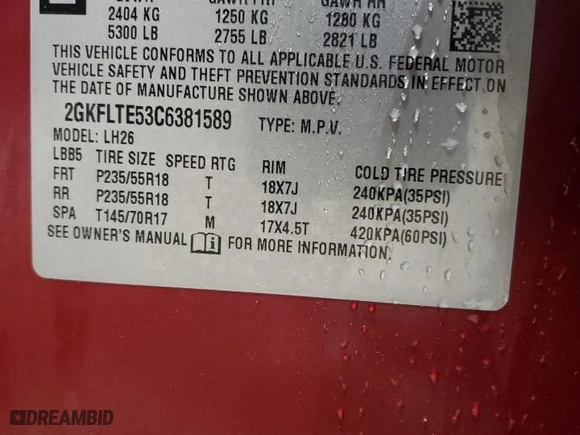 2404 KG 1250 KG 1280 KG
5300 LB 2755 LB 2821 LB
THIS VEHICLE CONFORMS TO ALL APPLICABLE U.S. FEDERAL MOTOR
VEHICLE SAFETY AND THEFT PREVENTION STANDARDS IN EFFECT ON
THE DATE OF MANUFACTURE SHOWN ABOVE.
2GKFLTE53C6381589 TYPE: M.P.V.
MODEL: LH26
LBB5 TIRE SIZE SPEED RTG RIM COLD TIRE PRESSURE
FRT P235/55R18 T 18X7J 240KPA(35PSI)
RR P235/55R18 T 18X7J 240KPA(35PSI)
SPA T145/70R17 M 17X4.5T 420KPA(60PSI)
SEE OWNER'S MANUAL i FOR MORE INFORMATION.
DREAMBID